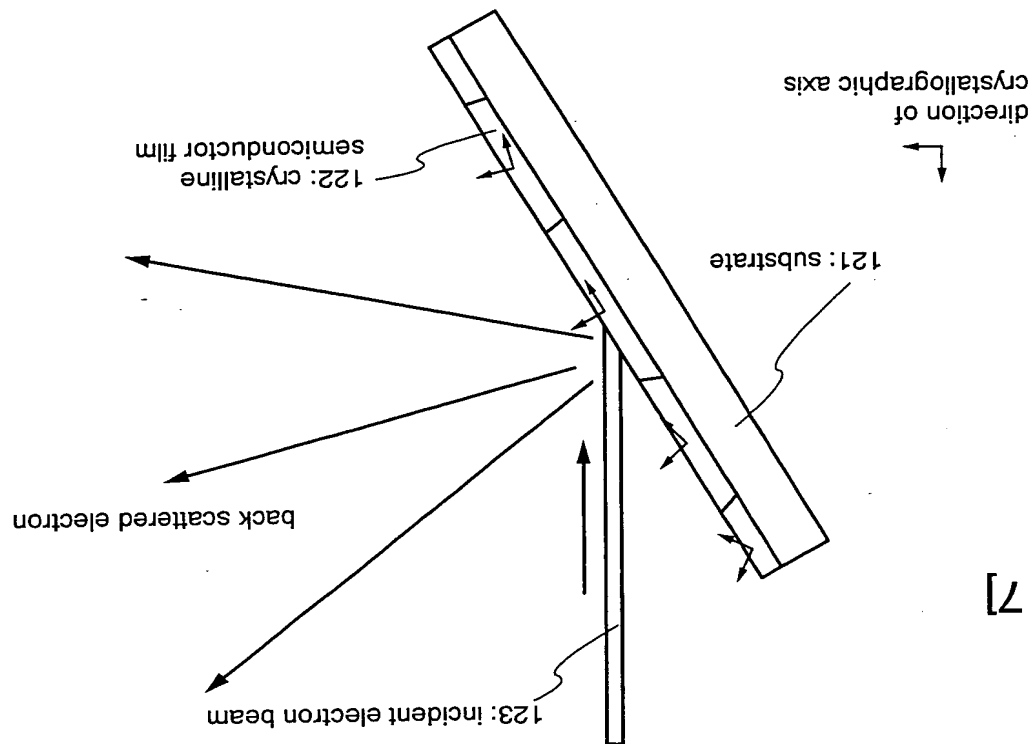 7]
123: incident electron beam
back scattered electron
121: substrate
122: crystalline
semiconductor film
direction of
crystallographic axis